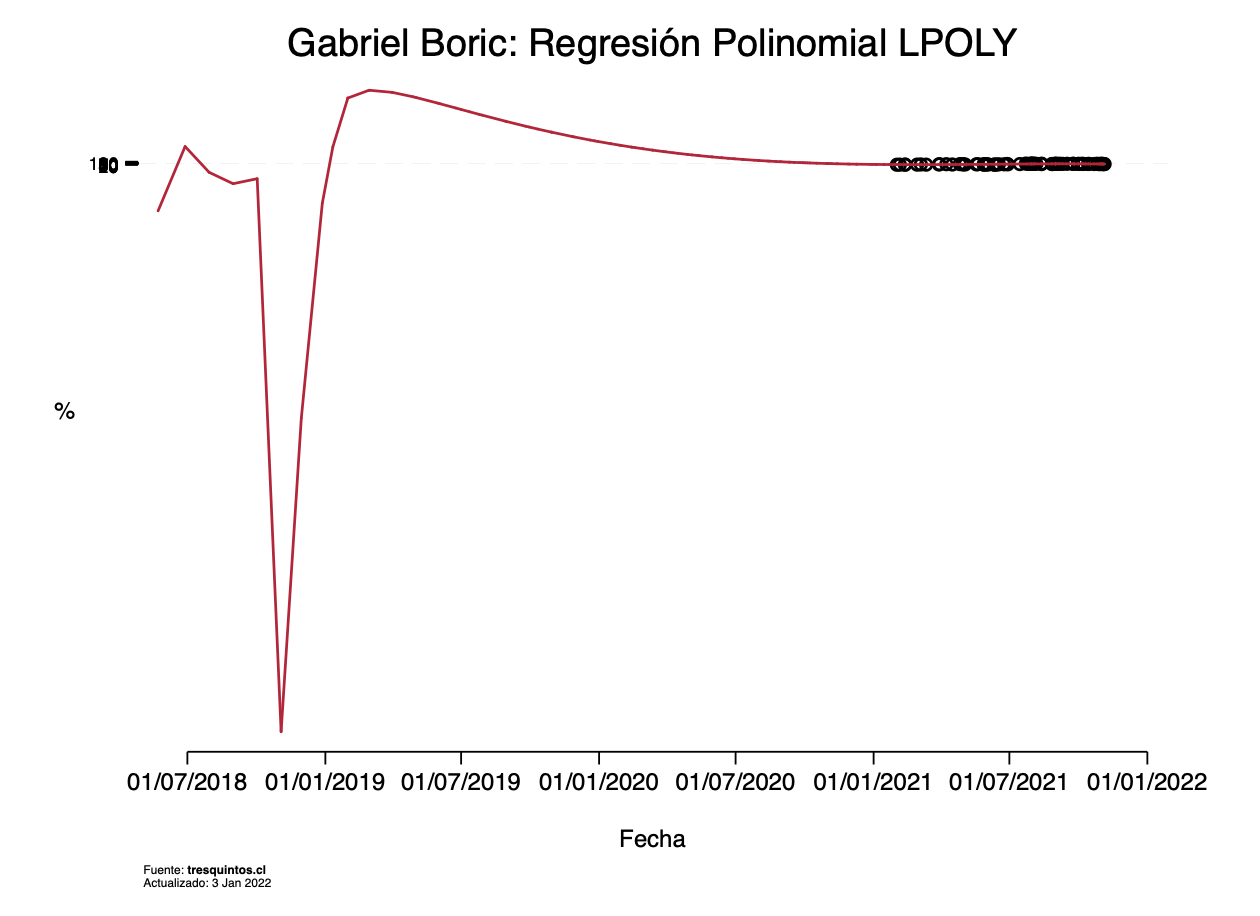 Gabriel Boric: Regresión Polinomial LPOLY
%
01/07/2018 01/01/2019 01/07/2019 01/01/2020 01/07/2020 01/01/2021 01/07/2021 01/01/2022
Fecha
Fuente: tresquintos.cl
Actualizado: 3 Jan 2022